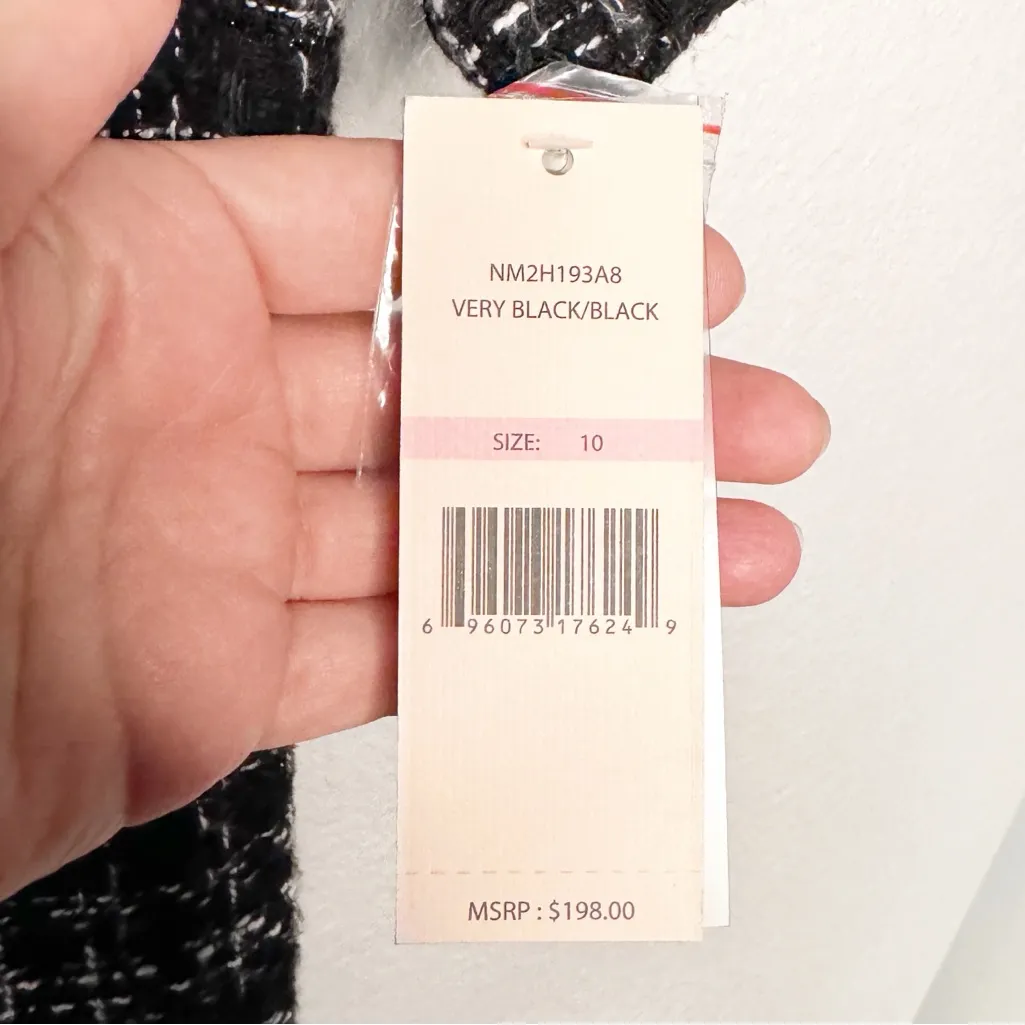 NM2H193A8
VERY BLACK/BLACK
SIZE: 10
6 96073 17624 9
MSRP : $198.00